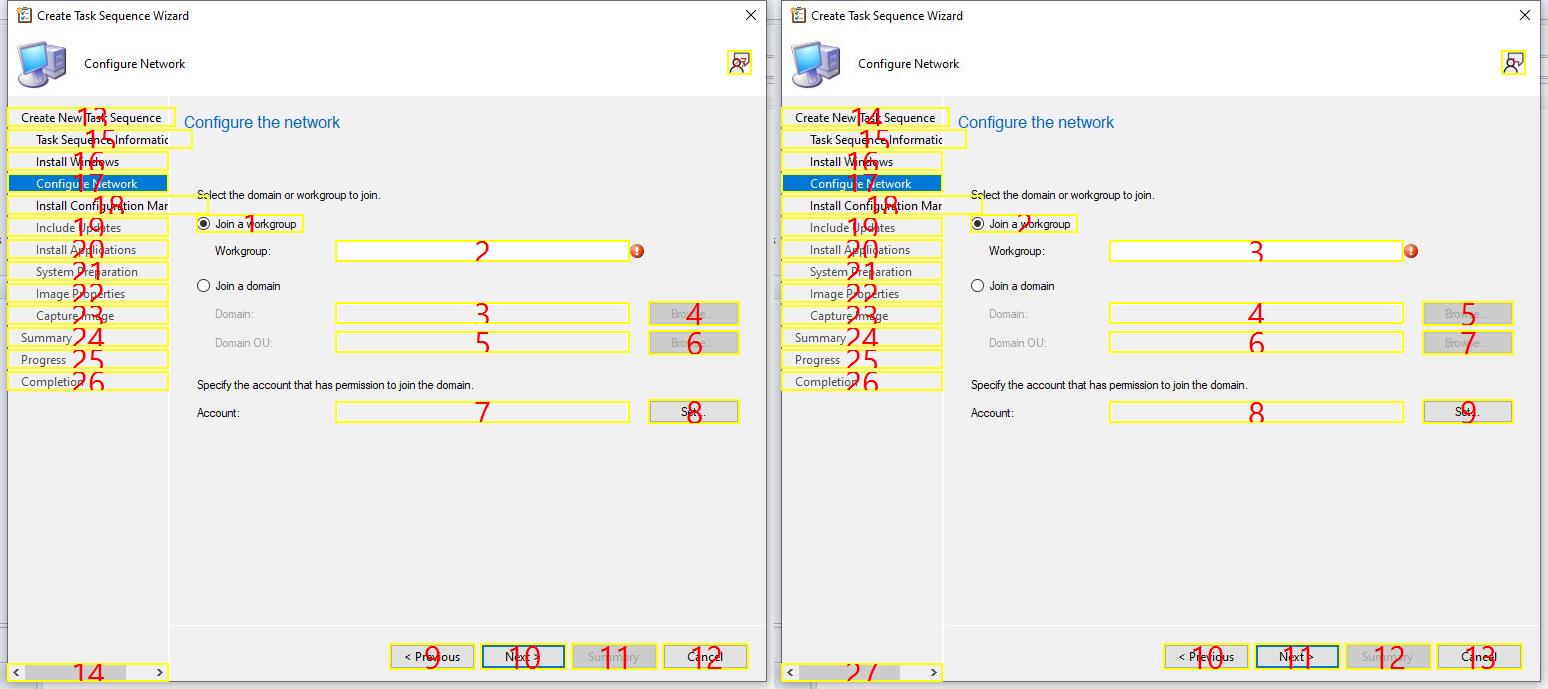 Create Task Sequence Wizard
Configure Network
Create New Task Sequence
13
Task Sequence Informatic
15
Install Windows
16
Configure Network
17
Install Configuration Mar
18
Include Updates
19
Install Applications
20
System Preparation
21
Image Properties
22
Capture Image
23
Summary
24
Progress
25
Completion
26
14
Configure the network
Select the domain or workgroup to join.
Join a workgroup
1
Workgroup:
2
Join a domain
Domain:
3
Browse...
4
Domain OU:
5
Browse...
6
Specify the account that has permission to join the domain.
Account:
7
Set...
8
< Previous
9
Next >
10
Summary
11
Cancel
12
Create Task Sequence Wizard
Configure Network
Create New Task Sequence
14
Task Sequence Informatic
15
Install Windows
16
Configure Network
17
Install Configuration Mar
18
Include Updates
19
Install Applications
20
System Preparation
21
Image Properties
22
Capture Image
23
Summary
24
Progress
25
Completion
26
27
Configure the network
Select the domain or workgroup to join.
Join a workgroup
2
Workgroup:
3
Join a domain
Domain:
4
Browse...
5
Domain OU:
6
Browse...
7
Specify the account that has permission to join the domain.
Account:
8
Set...
9
< Previous
10
Next >
11
Summary
12
Cancel
13